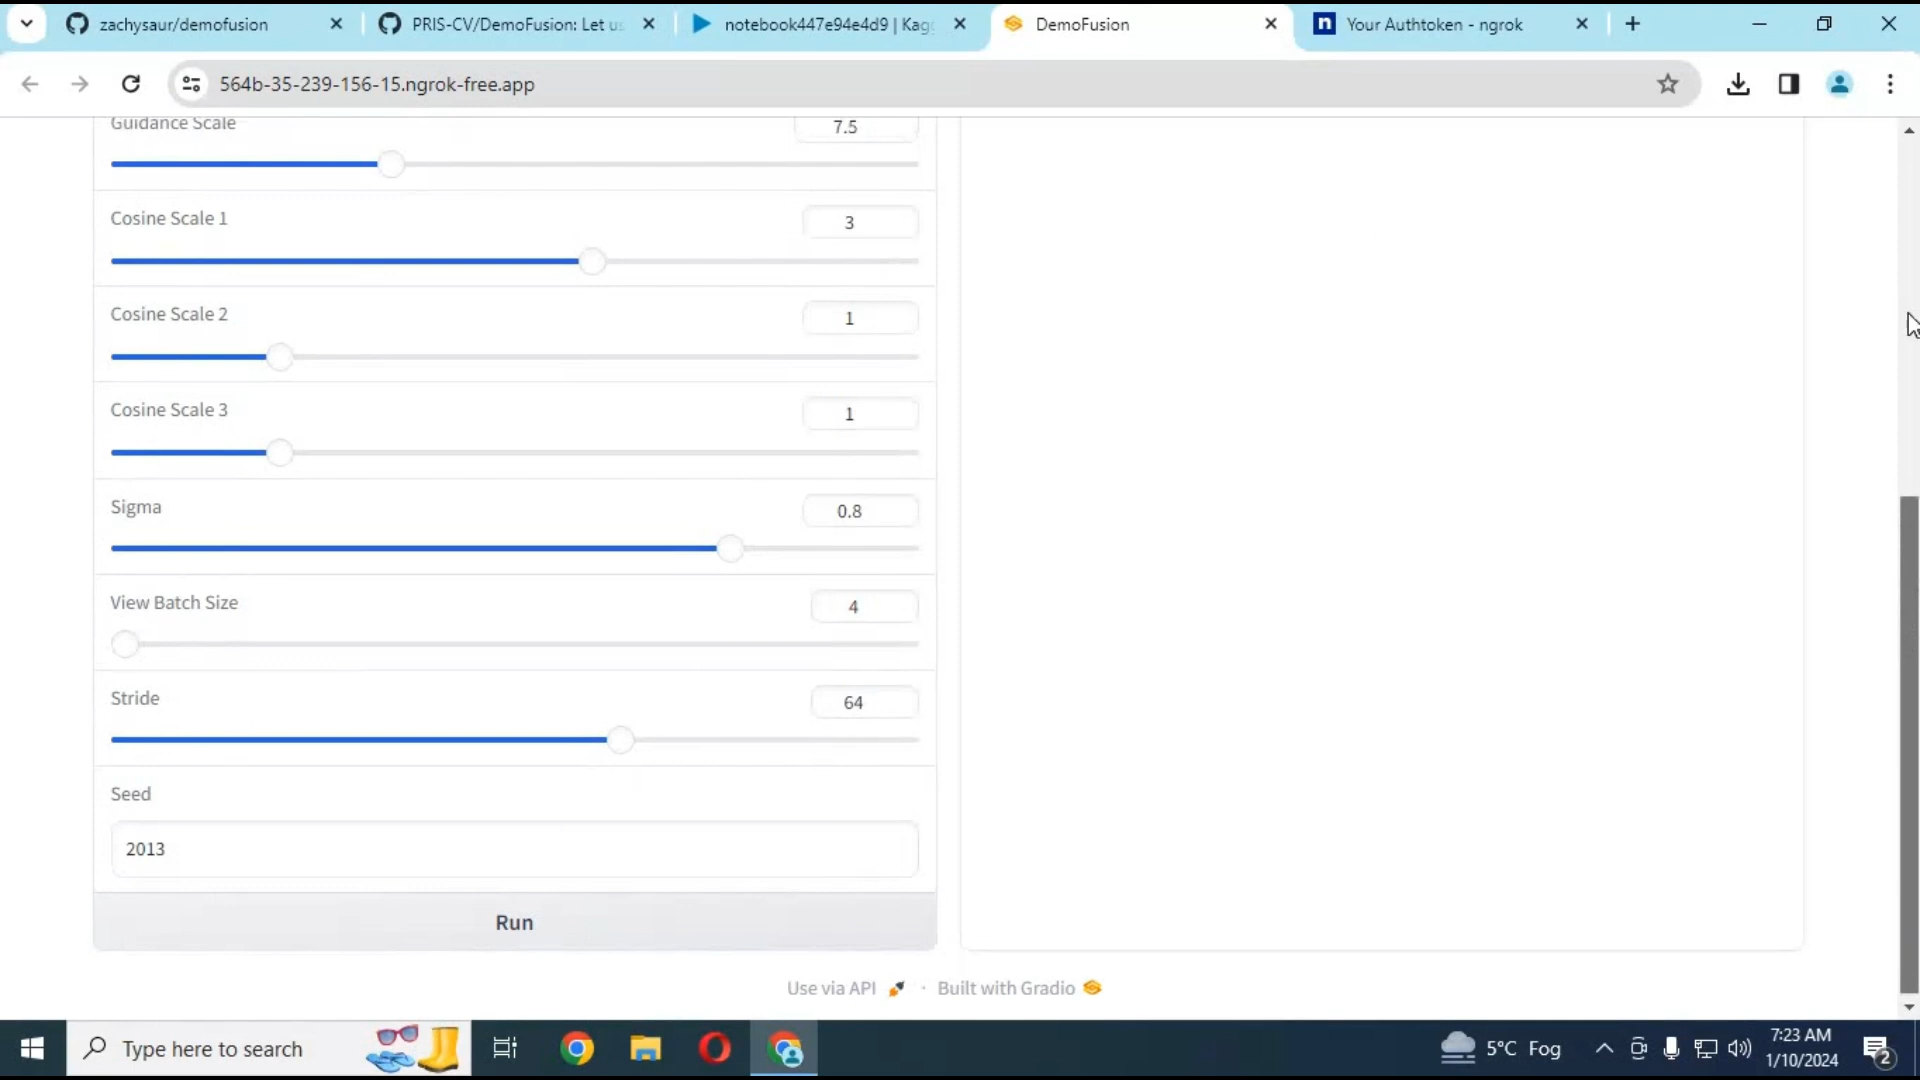 zachysaur/demofusion
PRIS-CV/DemoFusion: Let us
notebook447e94e4d9 | Kagg
DemoFusion
n Your Authtoken - ngrok
564b-35-239-156-15.ngrok-free.app
Guidance Scale 7.5
Cosine Scale 1 3
Cosine Scale 2 1
Cosine Scale 3 1
Sigma 0.8
View Batch Size 4
Stride 64
Seed
2013
Run
Use via API · Built with Gradio
Type here to search
5°C Fog
7:23 AM
1/10/2024
2